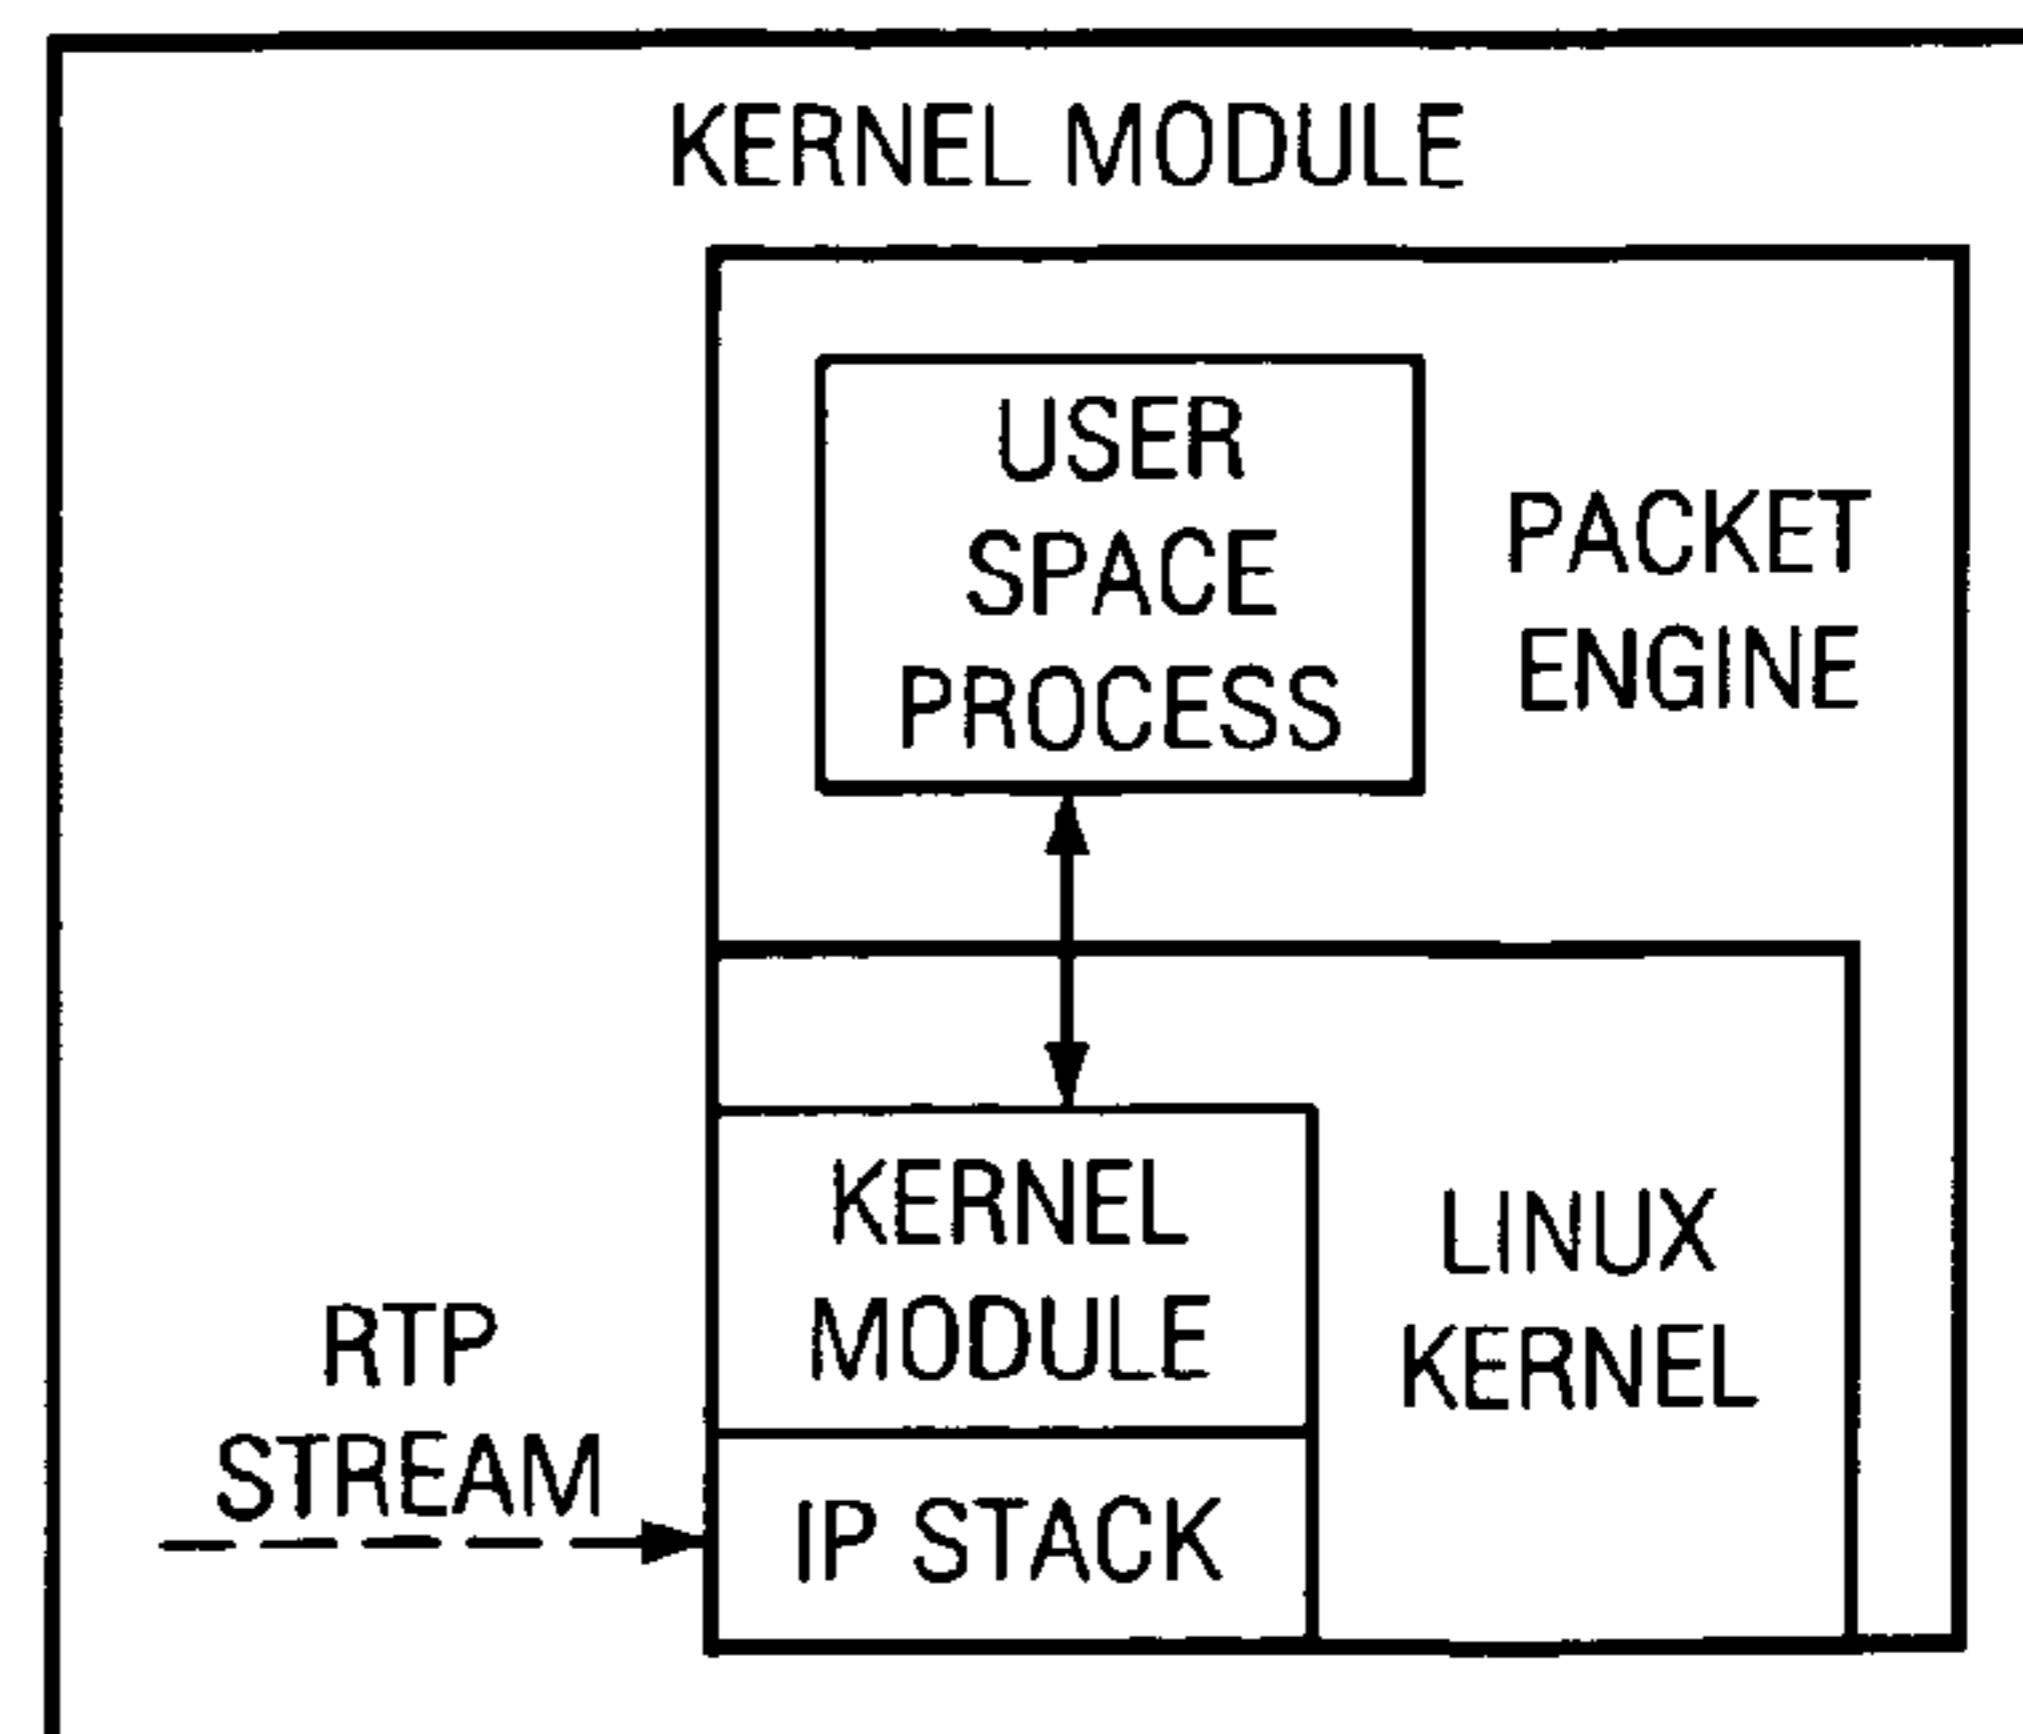 KERNEL MODULE
USER
SPACE
PROCESS
PACKET
ENGINE
KERNEL
MODULE
LINUX
KERNEL
RTP
STREAM
IP STACK